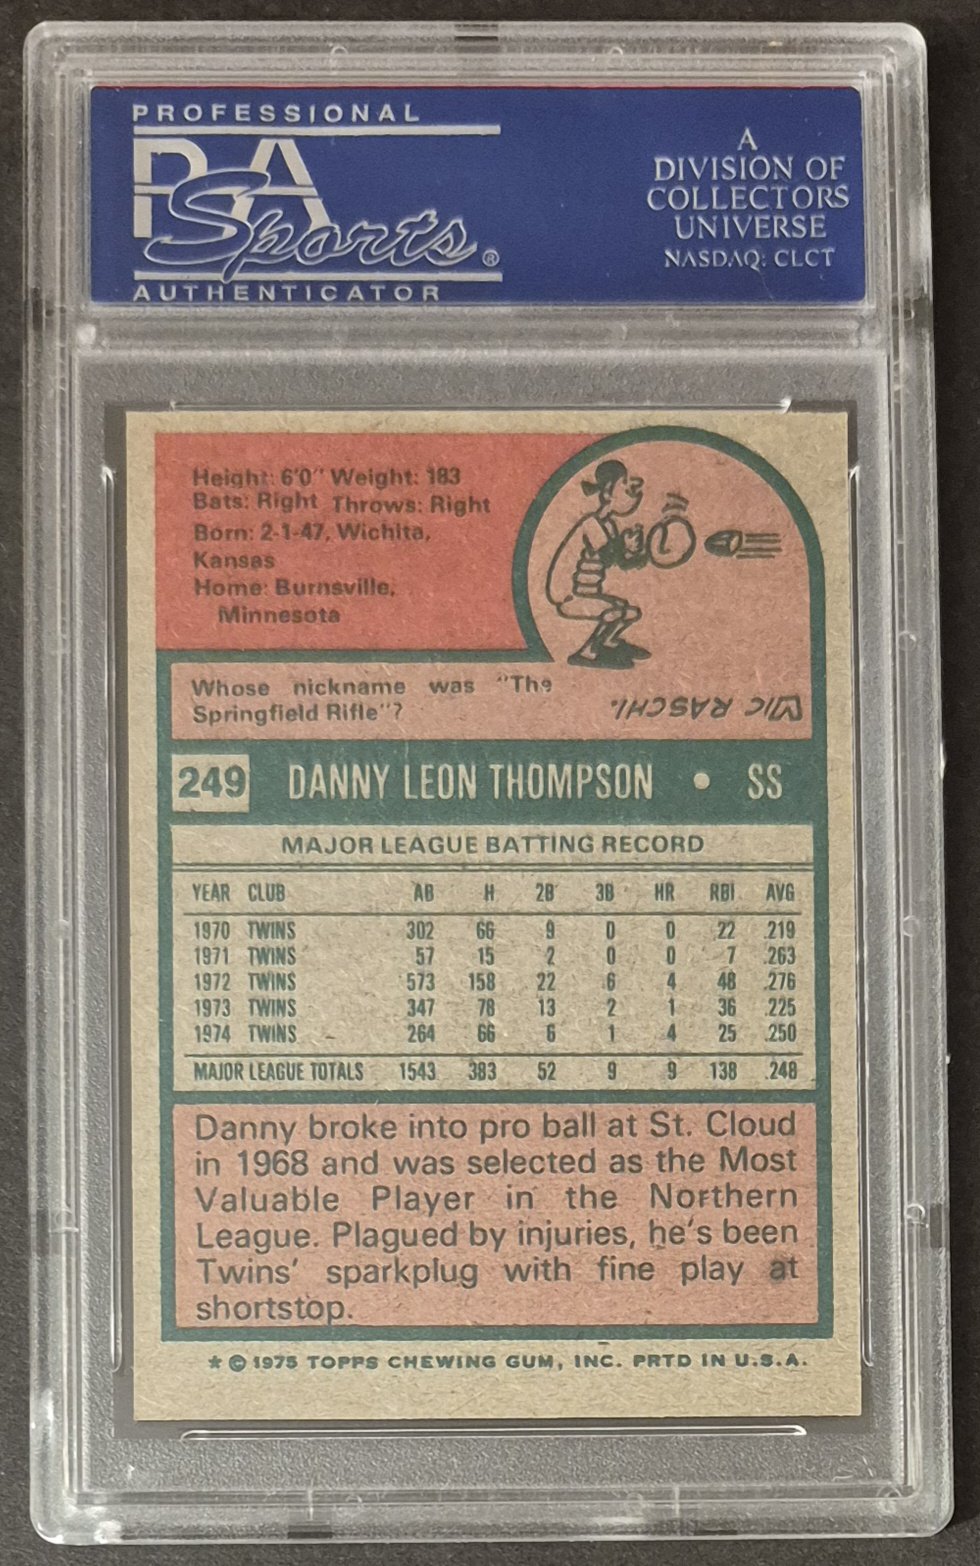 PROFESSIONAL
PSA
Sports®
AUTHENTICATOR
A
DIVISION OF
COLLECTORS
UNIVERSE
NASDAQ: CLCT
Height: 6'0" Weight: 183
Bats: Right Throws: Right
Born: 2-1-47, Wichita,
Kansas
Home: Burnsville,
Minnesota
Whose nickname was "The
Springfield Rifle"?
VIC RASCHI.
249 DANNY LEON THOMPSON • SS
MAJOR LEAGUE BATTING RECORD
YEAR CLUB AB H 2B 3B HR RBI AVG
1970 TWINS 302 66 9 0 0 22 .219
1971 TWINS 57 15 2 0 0 7 .263
1972 TWINS 573 158 22 6 4 48 .276
1973 TWINS 347 78 13 2 1 36 .225
1974 TWINS 264 66 6 1 4 25 .250
MAJOR LEAGUE TOTALS 1543 383 52 9 9 138 .248
Danny broke into pro ball at St. Cloud
in 1968 and was selected as the Most
Valuable Player in the Northern
League. Plagued by injuries, he's been
Twins' sparkplug with fine play at
shortstop.
* © 1975 TOPPS CHEWING GUM, INC. PRTD IN U.S.A.